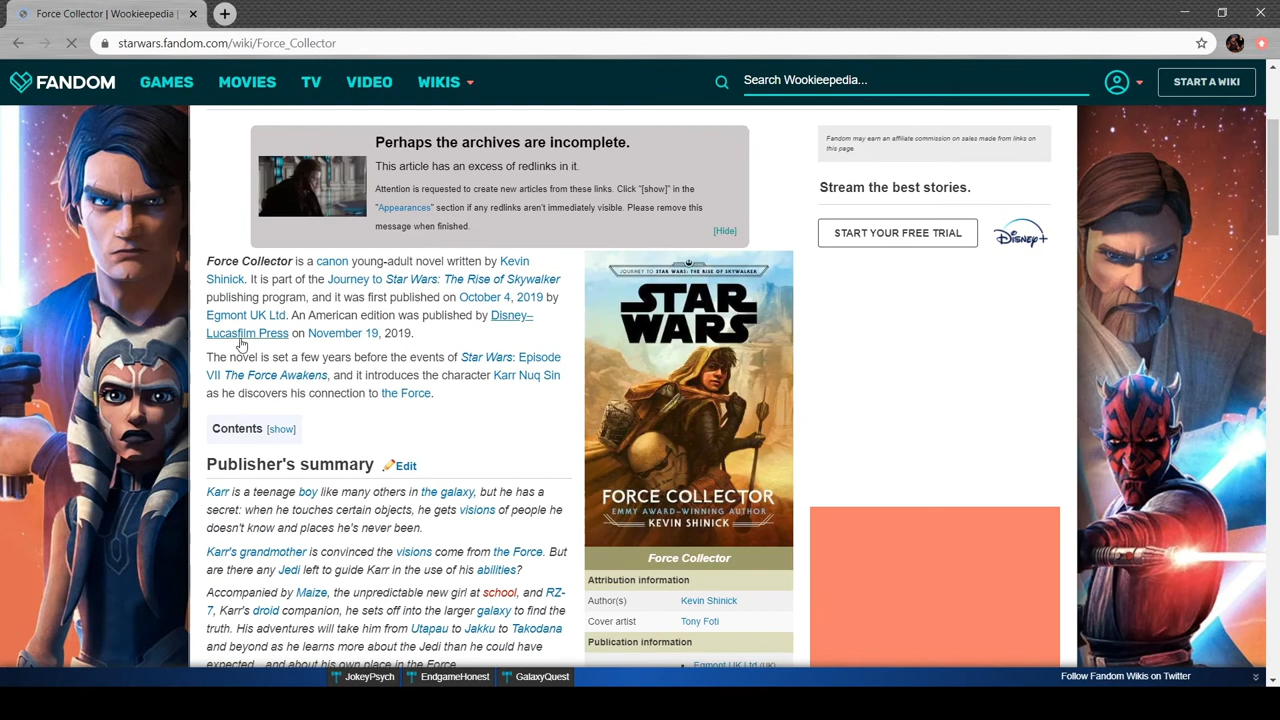 Force Collector | Wookieepedia |
starwars.fandom.com/wiki/Force_Collector
FANDOM GAMES MOVIES TV VIDEO WIKIS Search Wookieepedia... START A WIKI
Perhaps the archives are incomplete.
This article has an excess of redlinks in it.
Attention is requested to create new articles from these links. Click "[show]" in the
"Appearances" section if any redlinks aren't immediately visible. Please remove this
message when finished.
[Hide]
Fandom may earn an affiliate commission on sales made from links on
this page.
Stream the best stories.
START YOUR FREE TRIAL
Disney+
Force Collector is a canon young-adult novel written by Kevin
Shinick. It is part of the Journey to Star Wars: The Rise of Skywalker
publishing program, and it was first published on October 4, 2019 by
Egmont UK Ltd. An American edition was published by Disney–
Lucasfilm Press on November 19, 2019.
The novel is set a few years before the events of Star Wars: Episode
VII The Force Awakens, and it introduces the character Karr Nuq Sin
as he discovers his connection to the Force.
Contents [show]
Publisher's summary Edit
Karr is a teenage boy like many others in the galaxy, but he has a
secret: when he touches certain objects, he gets visions of people he
doesn't know and places he's never been.
Karr's grandmother is convinced the visions come from the Force. But
are there any Jedi left to guide Karr in the use of his abilities?
Accompanied by Maize, the unpredictable new girl at school, and RZ-
7, Karr's droid companion, he sets off into the larger galaxy to find the
truth. His adventures will take him from Utapau to Jakku to Takodana
and beyond as he learns more about the Jedi than he could have
expected...and about his own place in the Force.
JOURNEY TO STAR WARS: THE RISE OF SKYWALKER
STAR
WARS
FORCE COLLECTOR
EMMY AWARD-WINNING AUTHOR
KEVIN SHINICK
Force Collector
Attribution information
Author(s) Kevin Shinick
Cover artist Tony Foti
Publication information
Egmont UK Ltd (UK)
JokeyPsych EndgameHonest GalaxyQuest Follow Fandom Wikis on Twitter